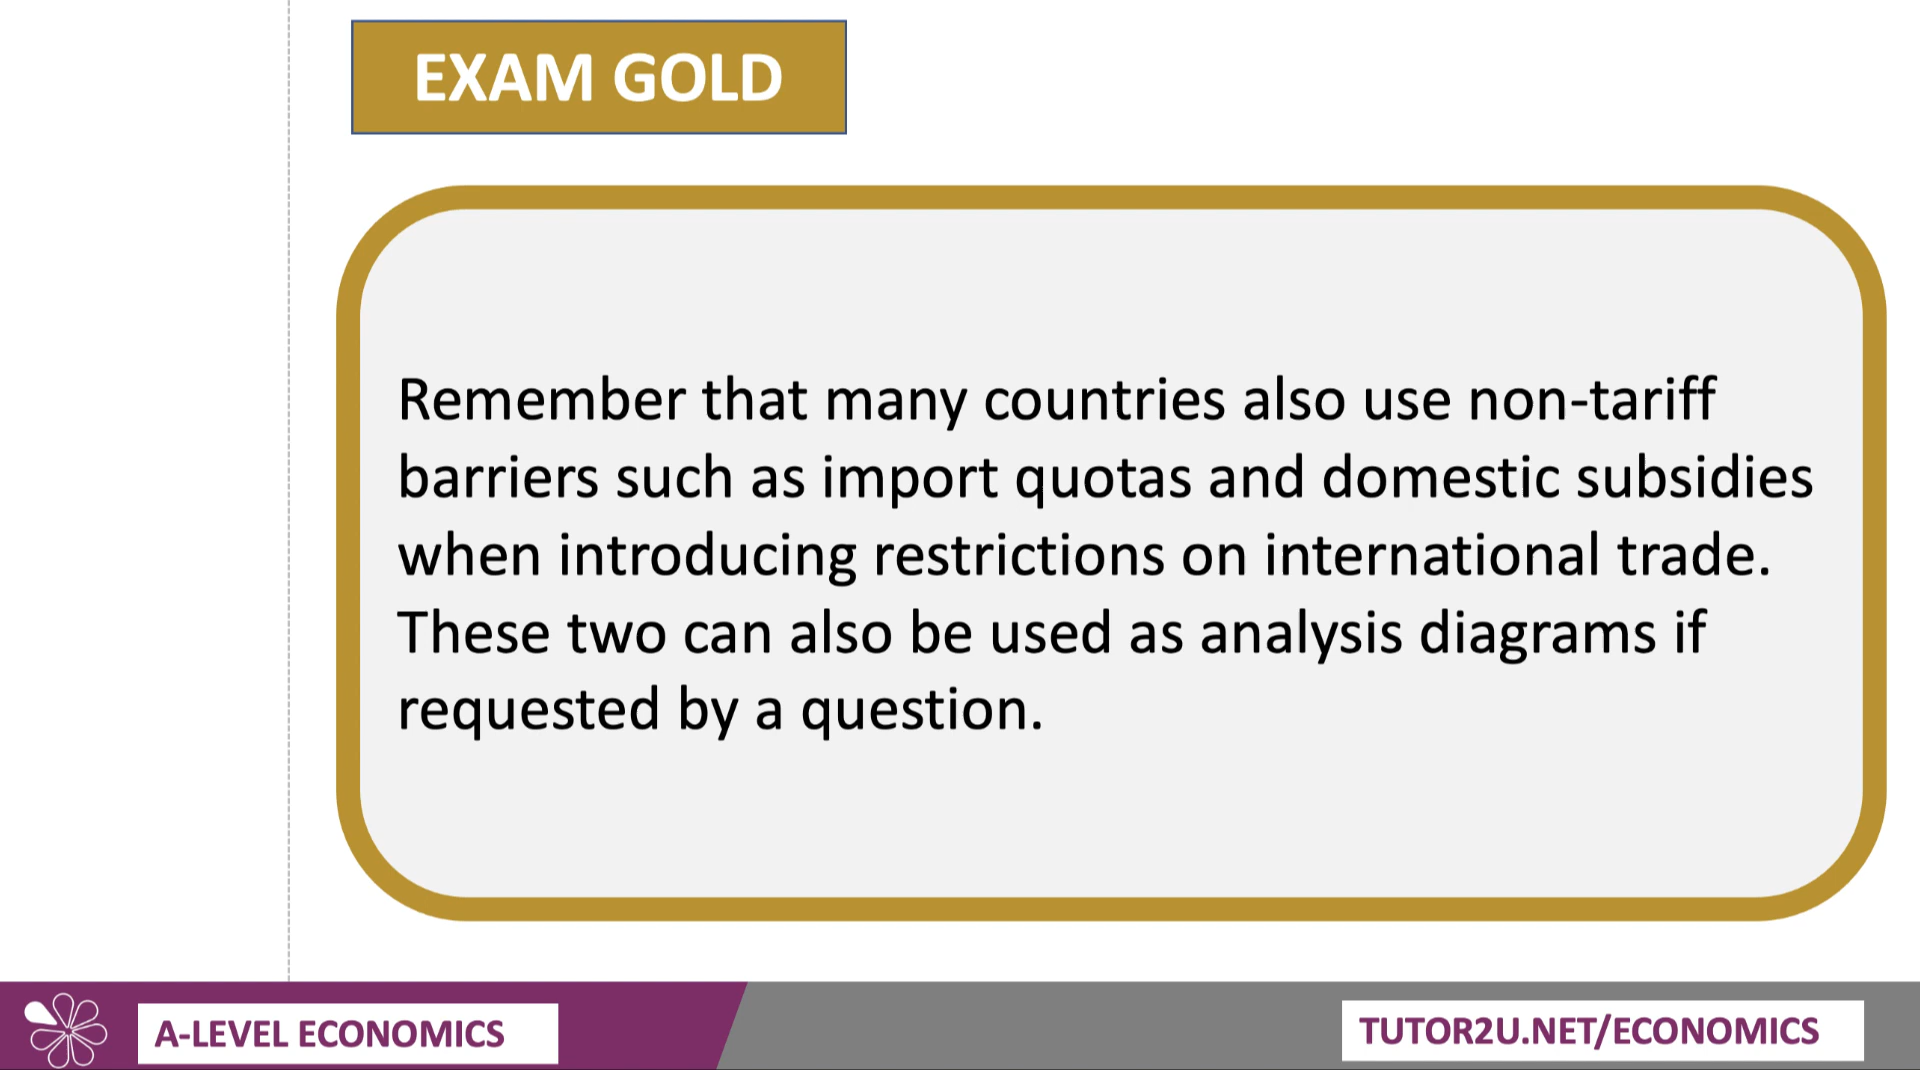 EXAM GOLD
Remember that many countries also use non-tariff
barriers such as import quotas and domestic subsidies
when introducing restrictions on international trade.
These two can also be used as analysis diagrams if
requested by a question.
A-LEVEL ECONOMICS
TUTOR2U.NET/ECONOMICS